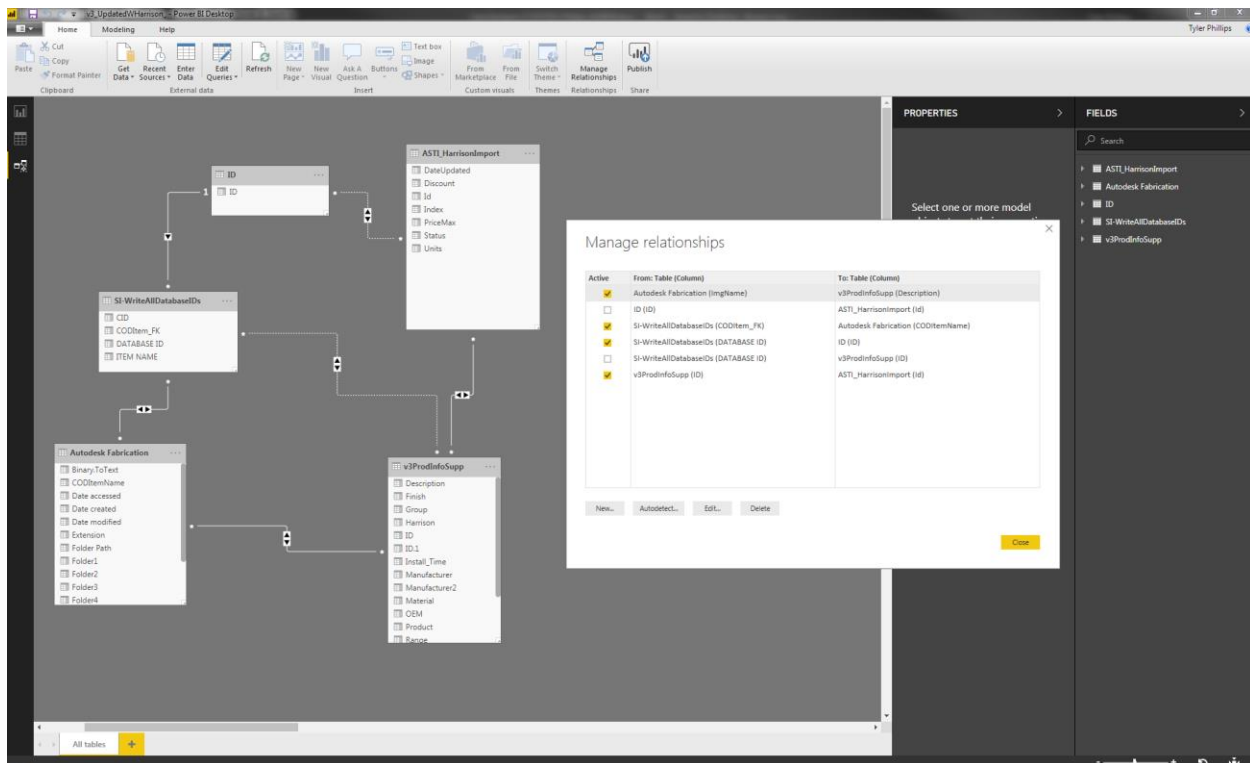 v3_UpdatedWHarrison_ - Power BI Desktop
Home Modeling Help
Tyler Phillips
Paste
Cut
Copy
Format Painter
Clipboard
Get Data
Recent Sources
Enter Data
Edit Queries
Refresh
External data
New Page
New Visual
Ask A Question
Buttons
Text box
Image
Shapes
Insert
From Marketplace
From File
Custom visuals
Switch Theme
Themes
Manage Relationships
Relationships
Publish
Share
ID
ID
1
ASTI_HarrisonImport
DateUpdated
Discount
Id
Index
PriceMax
Status
Units
SI-WriteAllDatabaseIDs
CID
CODItem_FK
DATABASE ID
ITEM NAME
Autodesk Fabrication
Binary.ToText
CODItemName
Date accessed
Date created
Date modified
Extension
Folder Path
Folder1
Folder2
Folder3
Folder4
v3ProdInfoSupp
Description
Finish
Group
Harrison
ID
ID.1
Install_Time
Manufacturer
Manufacturer2
Material
OEM
Product
Range
PROPERTIES
Select one or more model
FIELDS
Search
ASTI_HarrisonImport
Autodesk Fabrication
ID
SI-WriteAllDatabaseIDs
v3ProdInfoSupp
Manage relationships
Active From: Table (Column) To: Table (Column)
Autodesk Fabrication (ImgName) v3ProdInfoSupp (Description)
ID (ID) ASTI_HarrisonImport (Id)
SI-WriteAllDatabaseIDs (CODItem_FK) Autodesk Fabrication (CODItemName)
SI-WriteAllDatabaseIDs (DATABASE ID) ID (ID)
SI-WriteAllDatabaseIDs (DATABASE ID) v3ProdInfoSupp (ID)
v3ProdInfoSupp (ID) ASTI_HarrisonImport (Id)
New... Autodetect... Edit... Delete
Close
All tables